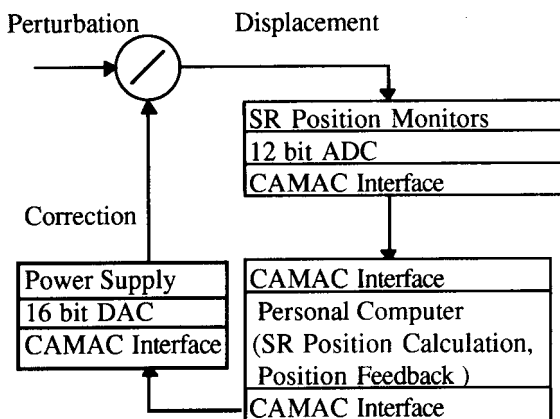 Perturbation
Displacement
SR Position Monitors
12 bit ADC
CAMAC Interface
Correction
Power Supply
16 bit DAC
CAMAC Interface
CAMAC Interface
Personal Computer
(SR Position Calculation,
Position Feedback )
CAMAC Interface